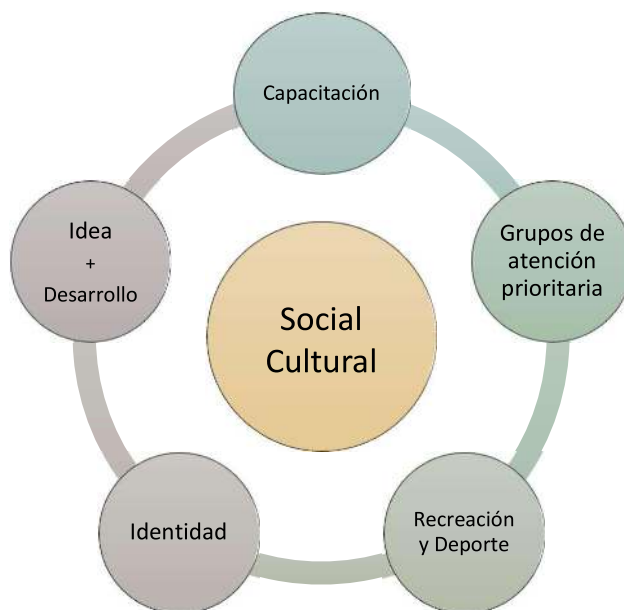 Capacitación
Grupos de
atención
prioritaria
Recreación
y Deporte
Identidad
Idea
+
Desarrollo
Social
Cultural